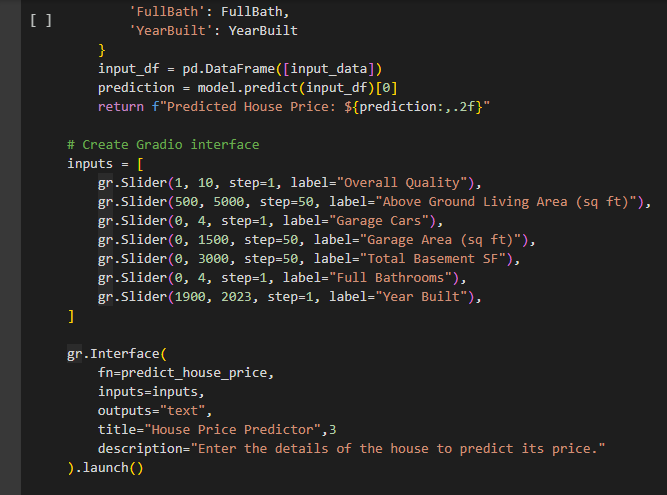 'FullBath': FullBath,
[ ] 'YearBuilt': YearBuilt
}
input_df = pd.DataFrame([input_data])
prediction = model.predict(input_df)[0]
return f"Predicted House Price: ${prediction:,.2f}"
# Create Gradio interface
inputs = [
gr.Slider(1, 10, step=1, label="Overall Quality"),
gr.Slider(500, 5000, step=50, label="Above Ground Living Area (sq ft)"),
gr.Slider(0, 4, step=1, label="Garage Cars"),
gr.Slider(0, 1500, step=50, label="Garage Area (sq ft)"),
gr.Slider(0, 3000, step=50, label="Total Basement SF"),
gr.Slider(0, 4, step=1, label="Full Bathrooms"),
gr.Slider(1900, 2023, step=1, label="Year Built"),
]
gr.Interface(
fn=predict_house_price,
inputs=inputs,
outputs="text",
title="House Price Predictor",3
description="Enter the details of the house to predict its price."
).launch()